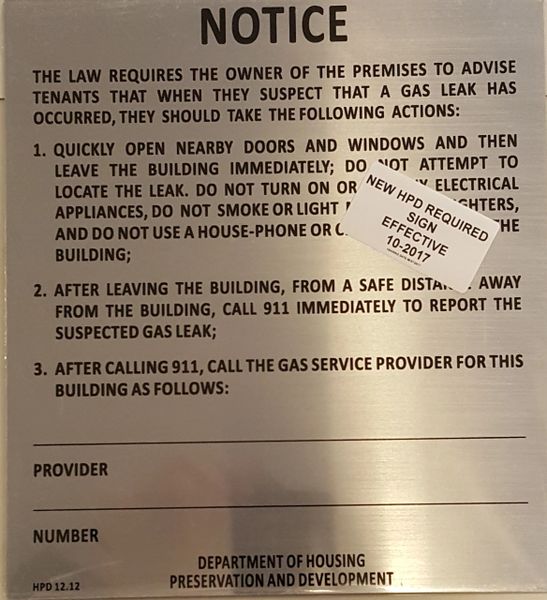 NOTICE
THE LAW REQUIRES THE OWNER OF THE PREMISES TO ADVISE
TENANTS THAT WHEN THEY SUSPECT THAT A GAS LEAK HAS
OCCURRED, THEY SHOULD TAKE THE FOLLOWING ACTIONS:
1. QUICKLY OPEN NEARBY DOORS AND WINDOWS AND THEN
LEAVE THE BUILDING IMMEDIATELY; DO NOT ATTEMPT TO
LOCATE THE LEAK. DO NOT TURN ON OR ELECTRICAL
APPLIANCES, DO NOT SMOKE OR LIGHT
AND DO NOT USE A HOUSE-PHONE OR THE
BUILDING;
NEW HPD REQUIRED
SIGN
EFFECTIVE
10-2017
2. AFTER LEAVING THE BUILDING, FROM A SAFE DISTANCE AWAY
FROM THE BUILDING, CALL 911 IMMEDIATELY TO REPORT THE
SUSPECTED GAS LEAK;
3. AFTER CALLING 911, CALL THE GAS SERVICE PROVIDER FOR THIS
BUILDING AS FOLLOWS:
PROVIDER
NUMBER
DEPARTMENT OF HOUSING
PRESERVATION AND DEVELOPMENT
HPD 12.12